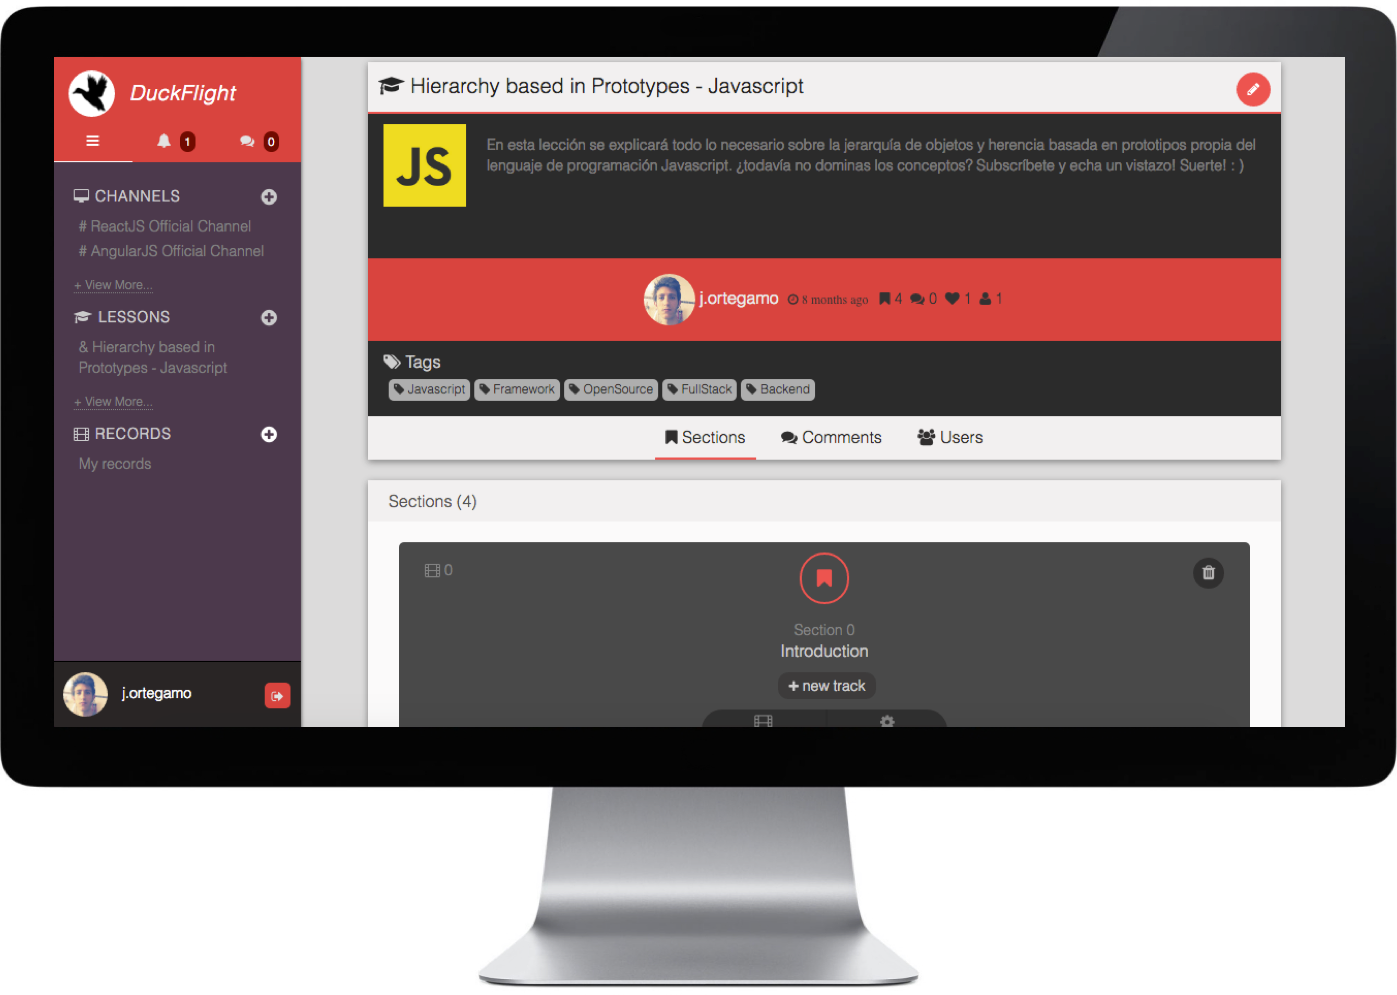 DuckFlight
1
0
CHANNELS
# ReactJS Official Channel
# AngularJS Official Channel
+ View More...
LESSONS
& Hierarchy based in
Prototypes - Javascript
+ View More...
RECORDS
My records
j.ortegamo
Hierarchy based in Prototypes - Javascript
JS
En esta lección se explicará todo lo necesario sobre la jerarquía de objetos y herencia basada en prototipos propia del
lenguaje de programación Javascript. ¿todavía no dominas los conceptos? Subscríbete y echa un vistazo! Suerte! : )
j.ortegamo 8 months ago 4 0 1 1
Tags
Javascript Framework OpenSource FullStack Backend
Sections Comments Users
Sections (4)
0
Section 0
Introduction
+ new track